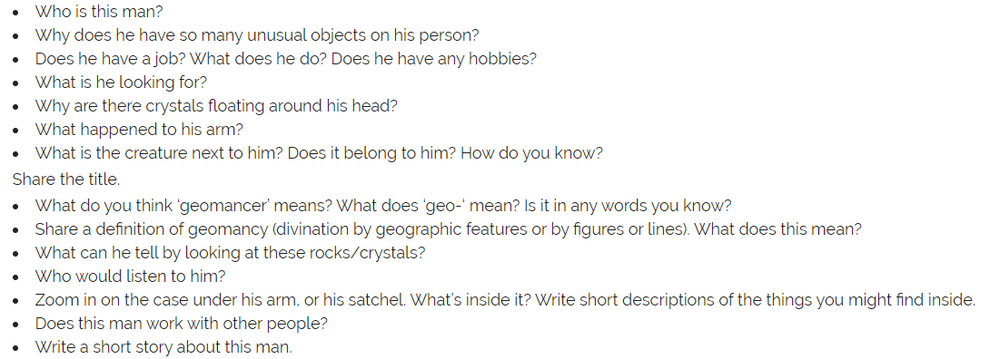 • Who is this man?
• Why does he have so many unusual objects on his person?
• Does he have a job? What does he do? Does he have any hobbies?
• What is he looking for?
• Why are there crystals floating around his head?
• What happened to his arm?
• What is the creature next to him? Does it belong to him? How do you know?
Share the title.
• What do you think ‘geomancer’ means? What does ‘geo-‘ mean? Is it in any words you know?
• Share a definition of geomancy (divination by geographic features or by figures or lines). What does this mean?
• What can he tell by looking at these rocks/crystals?
• Who would listen to him?
• Zoom in on the case under his arm, or his satchel. What’s inside it? Write short descriptions of the things you might find inside.
• Does this man work with other people?
• Write a short story about this man.